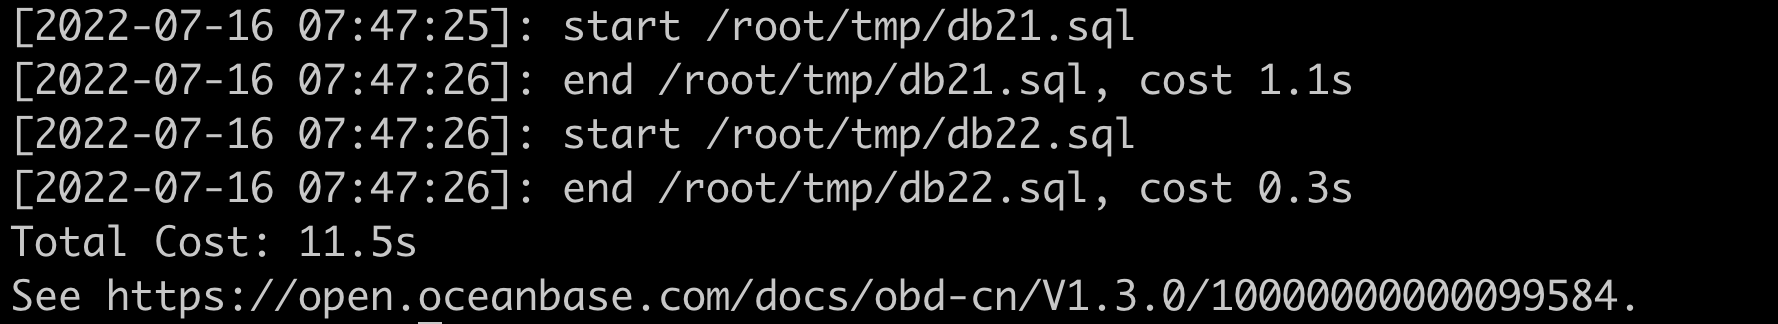 [2022-07-16 07:47:25]: start /root/tmp/db21.sql
[2022-07-16 07:47:26]: end /root/tmp/db21.sql, cost 1.1s
[2022-07-16 07:47:26]: start /root/tmp/db22.sql
[2022-07-16 07:47:26]: end /root/tmp/db22.sql, cost 0.3s
Total Cost: 11.5s
See https://open.oceanbase.com/docs/obd-cn/V1.3.0/10000000000099584.